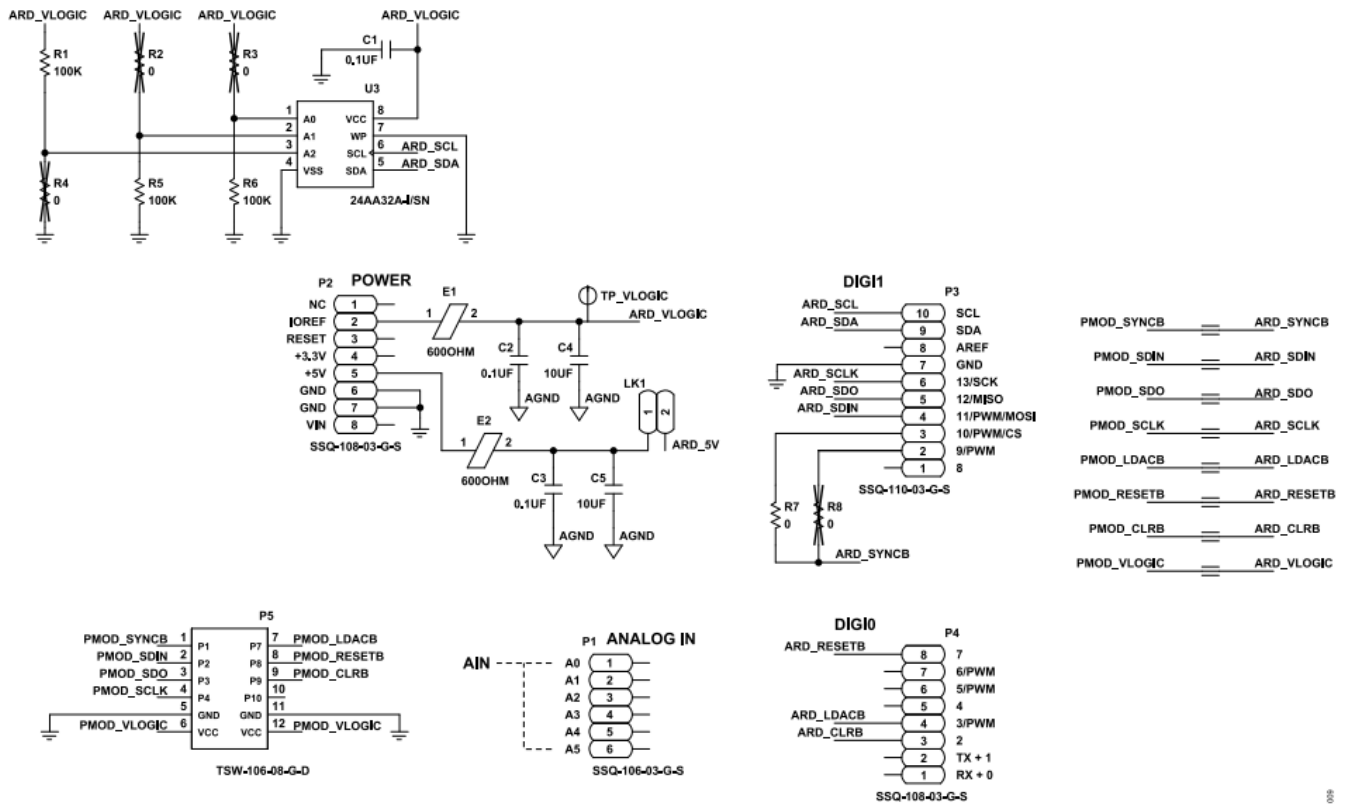 ARD_VLOGIC ARD_VLOGIC ARD_VLOGIC ARD_VLOGIC
R1
100K
R2
0
R3
0
C1
0.1UF
U3
1 A0 VCC 8
2 A1 WP 7
3 A2 SCL 6 ARD_SCL
4 VSS SDA 5 ARD_SDA
24AA32A-I/SN
R4
0
R5
100K
R6
100K
P2 POWER
NC 1
IOREF 2
RESET 3
+3.3V 4
+5V 5
GND 6
GND 7
VIN 8
SSQ-108-03-G-S
E1
1 2
600OHM
TP_VLOGIC
ARD_VLOGIC
C2
0.1UF
C4
10UF
AGND AGND
E2
1 2
600OHM
LK1
1 2
ARD_5V
C3
0.1UF
C5
10UF
AGND AGND
DIGI1
P3
ARD_SCL 10 SCL
ARD_SDA 9 SDA
8 AREF
7 GND
ARD_SCLK 6 13/SCK
ARD_SDO 5 12/MISO
ARD_SDIN 4 11/PWM/MOSI
3 10/PWM/CS
2 9/PWM
1 8
SSQ-110-03-G-S
R7
0
R8
0
ARD_SYNCB
PMOD_SYNCB ARD_SYNCB
PMOD_SDIN ARD_SDIN
PMOD_SDO ARD_SDO
PMOD_SCLK ARD_SCLK
PMOD_LDACB ARD_LDACB
PMOD_RESETB ARD_RESETB
PMOD_CLRB ARD_CLRB
PMOD_VLOGIC ARD_VLOGIC
P5
PMOD_SYNCB 1 P1 P7 7 PMOD_LDACB
PMOD_SDIN 2 P2 P8 8 PMOD_RESETB
PMOD_SDO 3 P3 P9 9 PMOD_CLRB
PMOD_SCLK 4 P4 P10 10
5 GND GND 11
PMOD_VLOGIC 6 VCC VCC 12 PMOD_VLOGIC
TSW-106-08-G-D
P1 ANALOG IN
AIN
A0 1
A1 2
A2 3
A3 4
A4 5
A5 6
SSQ-106-03-G-S
DIGI0
P4
ARD_RESETB 8 7
7 6/PWM
6 5/PWM
5 4
ARD_LDACB 4 3/PWM
ARD_CLRB 3 2
2 TX + 1
1 RX + 0
SSQ-108-03-G-S
009